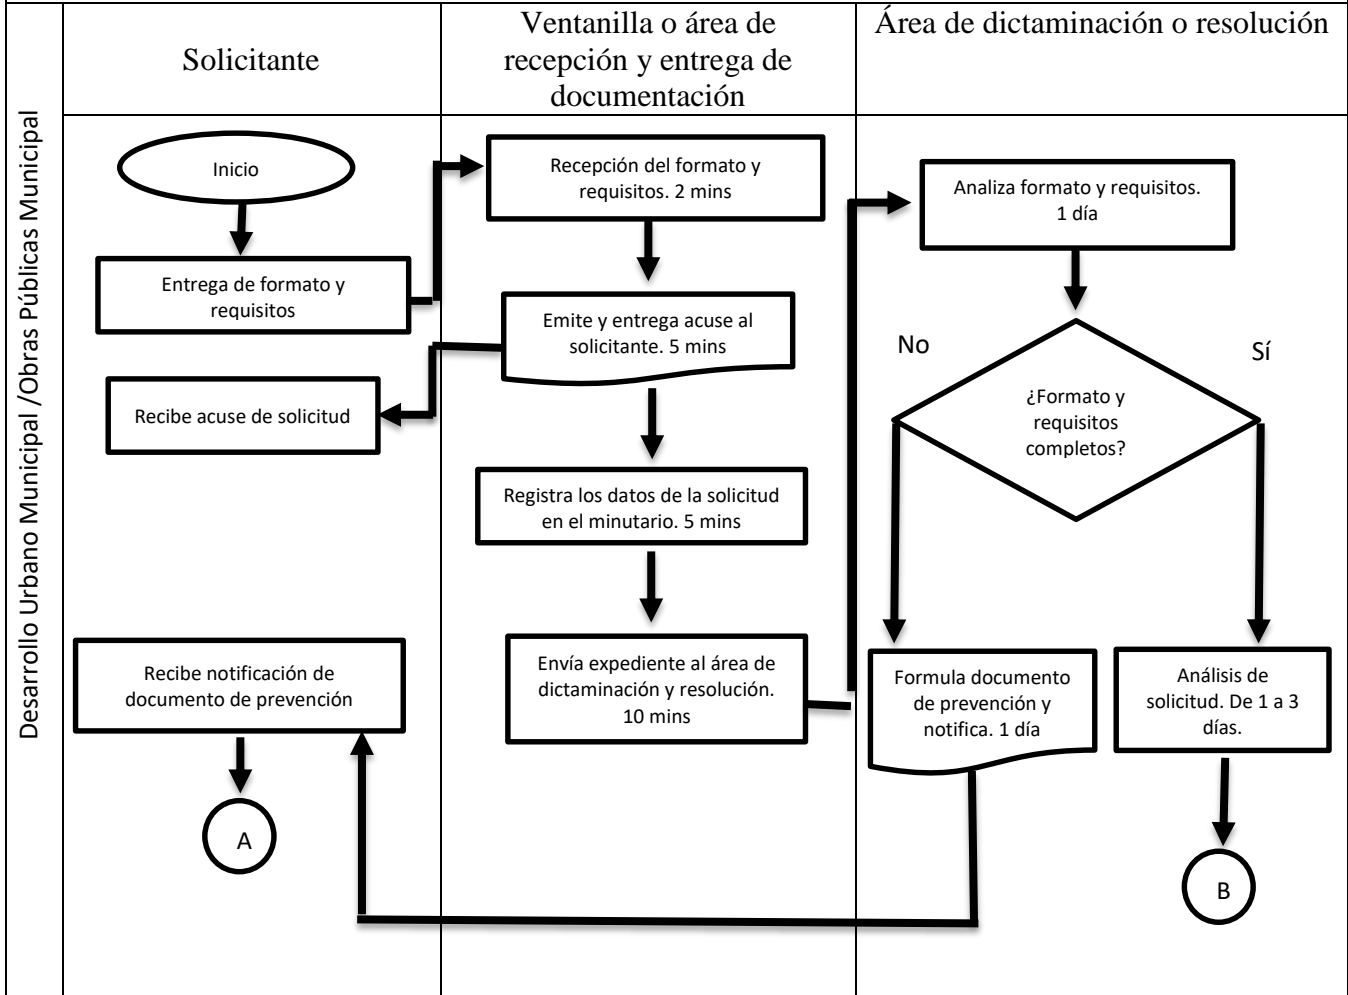 Desarrollo Urbano Municipal /Obras Públicas Municipal
Solicitante
Ventanilla o área de
recepción y entrega de
documentación
Área de dictaminación o resolución
Inicio
Entrega de formato y
requisitos
Recibe acuse de solicitud
Recibe notificación de
documento de prevención
A
Recepción del formato y
requisitos. 2 mins
Emite y entrega acuse al
solicitante. 5 mins
Registra los datos de la solicitud
en el minutario. 5 mins
Envía expediente al área de
dictaminación y resolución.
10 mins
Analiza formato y requisitos.
1 día
No
Sí
¿Formato y
requisitos
completos?
Formula documento
de prevención y
notifica. 1 día
Análisis de
solicitud. De 1 a 3
días.
B